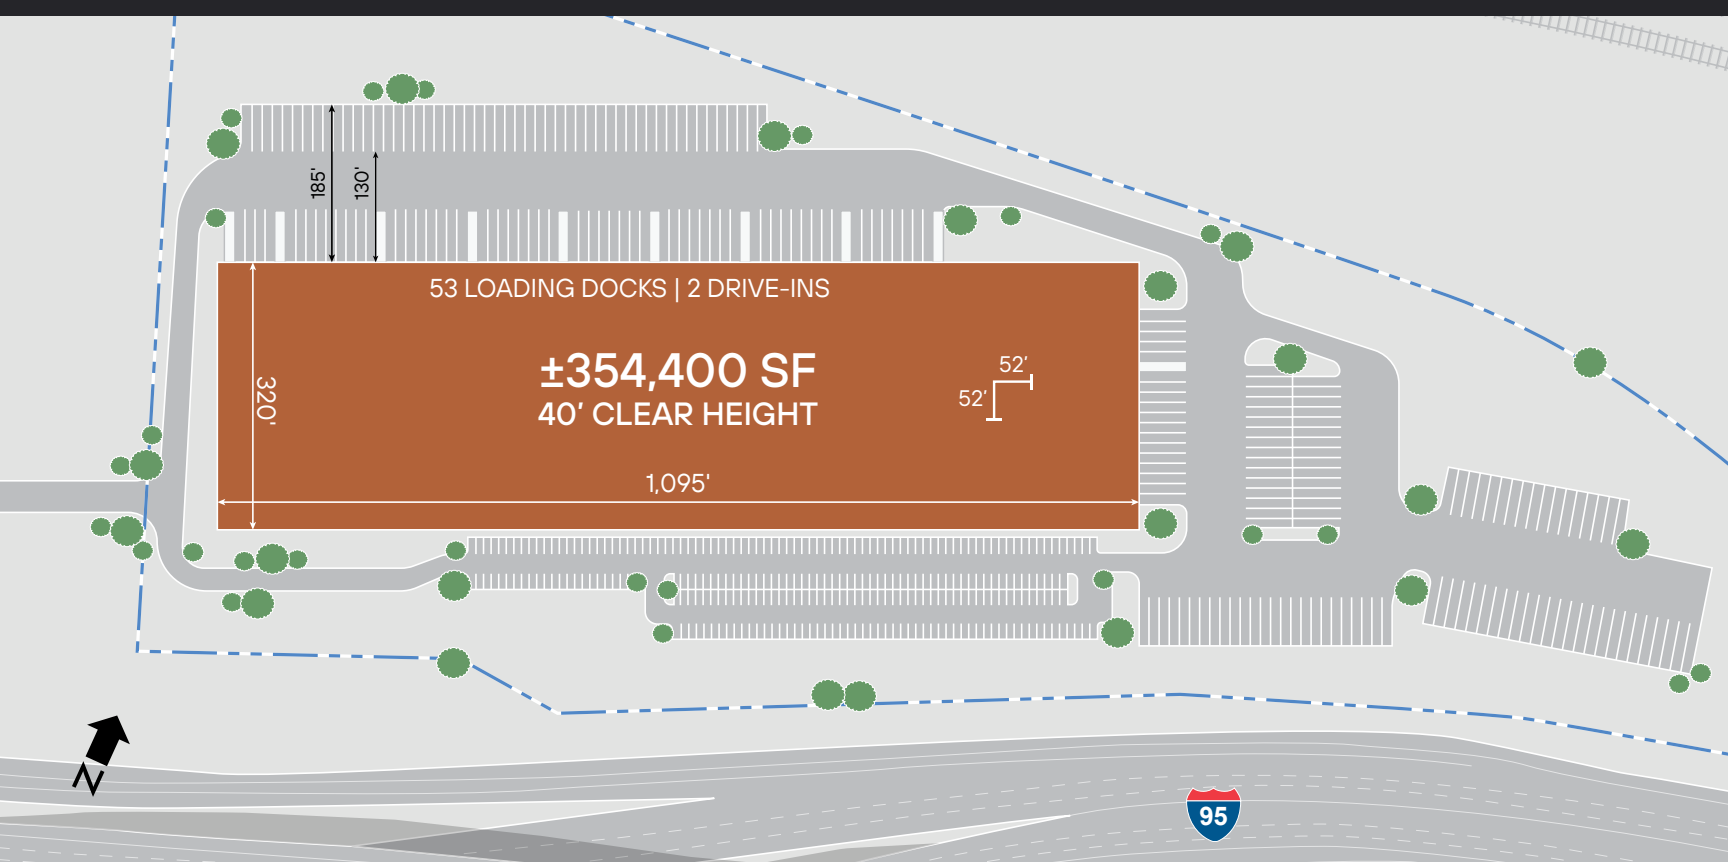 185'
130'
53 LOADING DOCKS | 2 DRIVE-INS
±354,400 SF
40' CLEAR HEIGHT
52'
52'
320'
1,095'
N
95